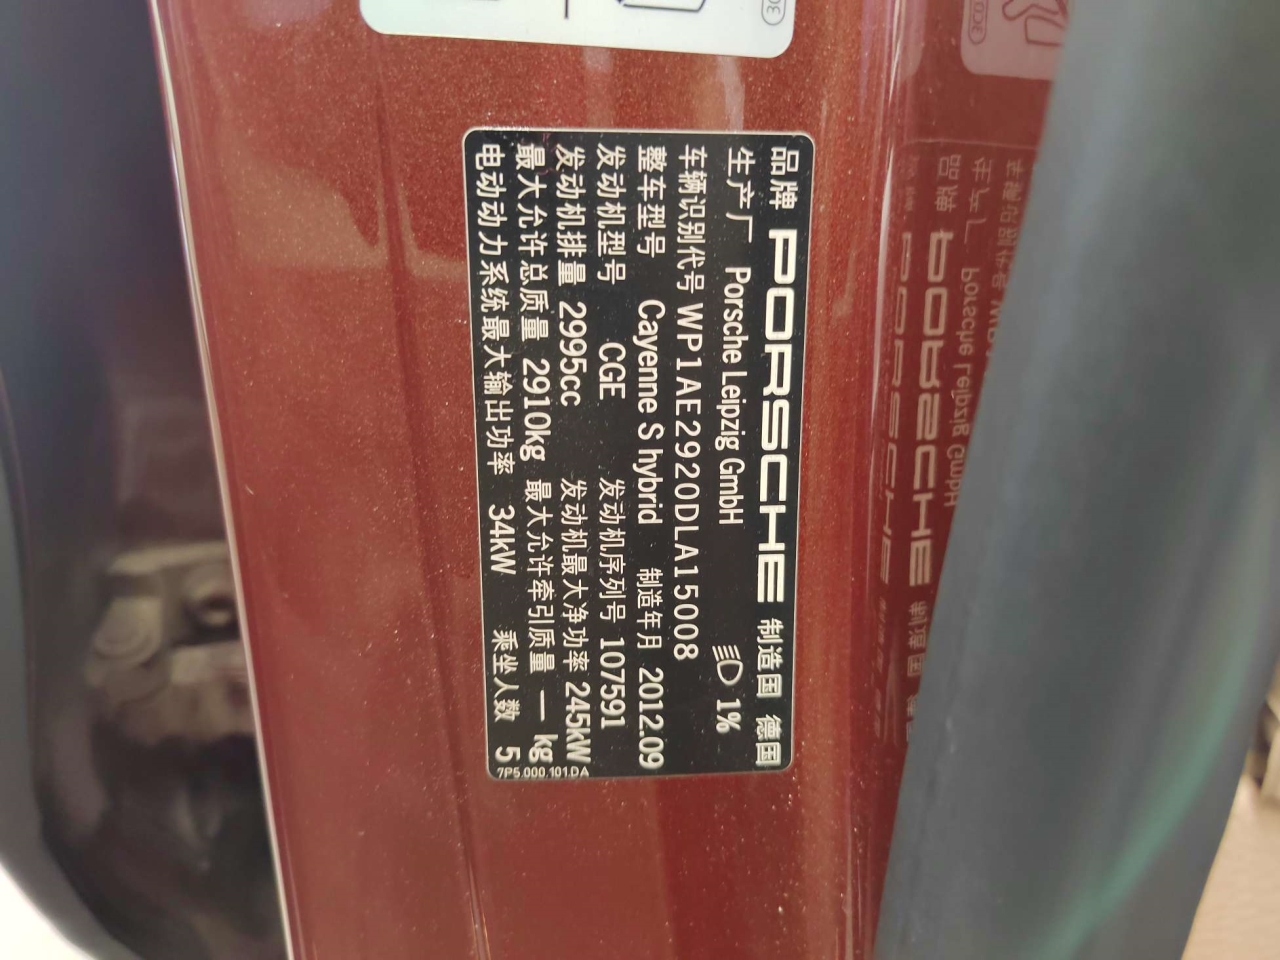 品牌 PORSCHE 制造国 德国
生产厂 Porsche Leipzig GmbH 1%
车辆识别代号 WP1AE2920DLA15008
整车型号 Cayenne S hybrid 制造年月 2012.09
发动机型号 CGE 发动机序列号 107591
发动机排量 2995cc 发动机最大净功率 245kW
最大允许总质量 2910kg 最大允许牵引质量 — kg
电动动力系统最大输出功率 34kW 乘坐人数 5
7P5.000.101.DA